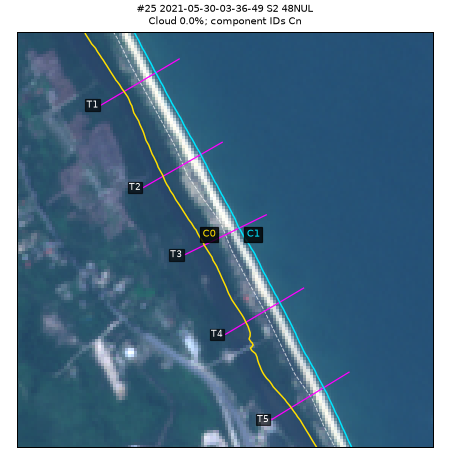 #25 2021-05-30-03-36-49 S2 48NUL
Cloud 0.0%; component IDs Cn
T1
T2
C0 C1
T3
T4
T5